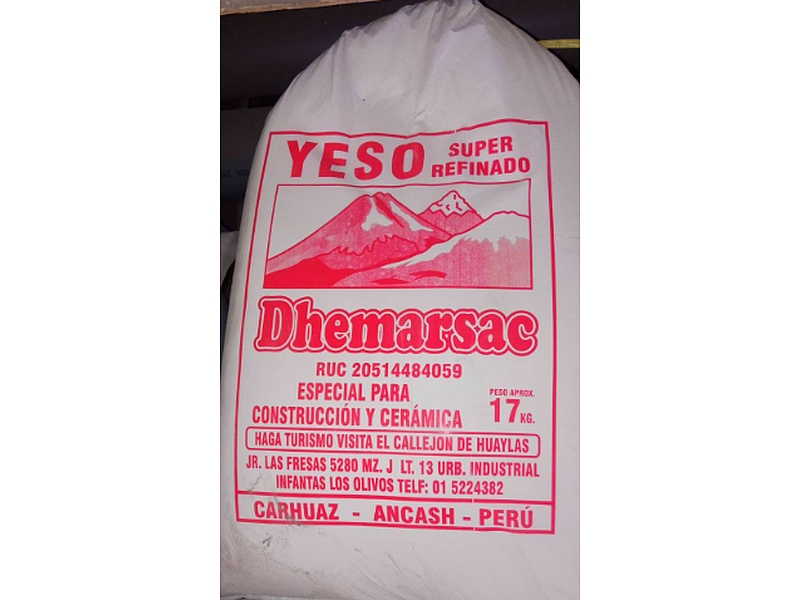 YESO SUPER REFINADO
Dhemarsac
RUC 20514484059
ESPECIAL PARA
CONSTRUCCIÓN Y CERÁMICA
PESO APROX.
17 KG.
HAGA TURISMO VISITA EL CALLEJON DE HUAYLAS
JR. LAS FRESAS 5280 MZ. J LT. 13 URB. INDUSTRIAL
INFANTAS LOS OLIVOS TELF: 01 5224382
CARHUAZ - ANCASH - PERÚ